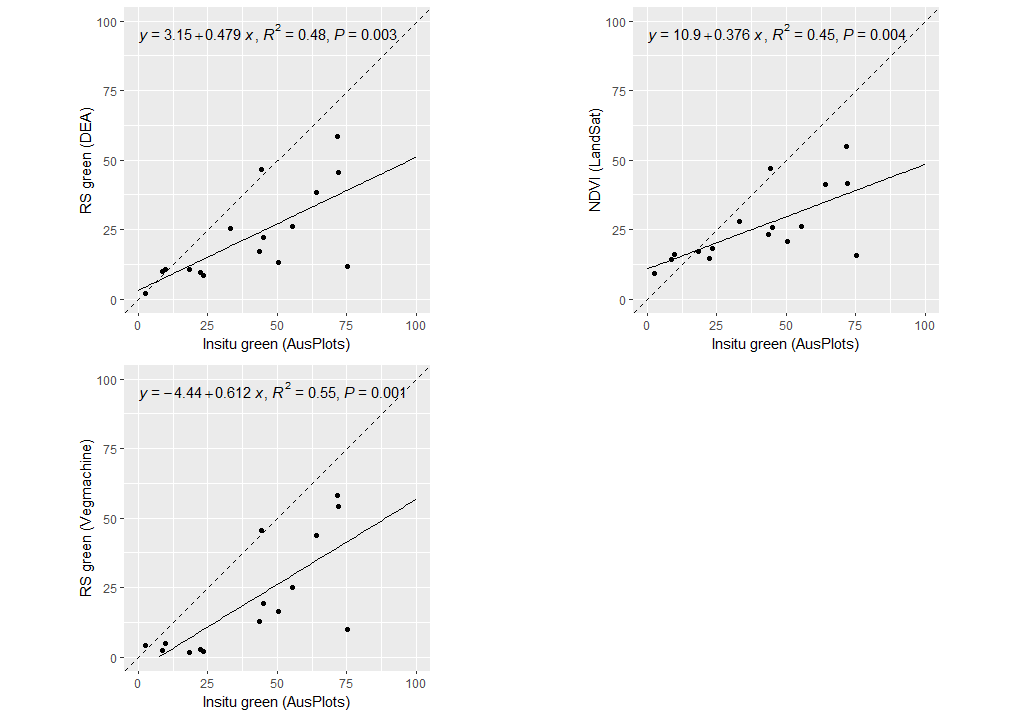 y = 3.15+0.479 x, R2 = 0.48, P = 0.003
100
75
50
25
0
RS green (DEA)
0 25 50 75 100
Insitu green (AusPlots)
y = 10.9+0.376 x, R2 = 0.45, P = 0.004
100
75
50
25
0
NDVI (LandSat)
0 25 50 75 100
Insitu green (AusPlots)
y = −4.44+0.612 x, R2 = 0.55, P = 0.001
100
75
50
25
0
RS green (Vegmachine)
0 25 50 75 100
Insitu green (AusPlots)